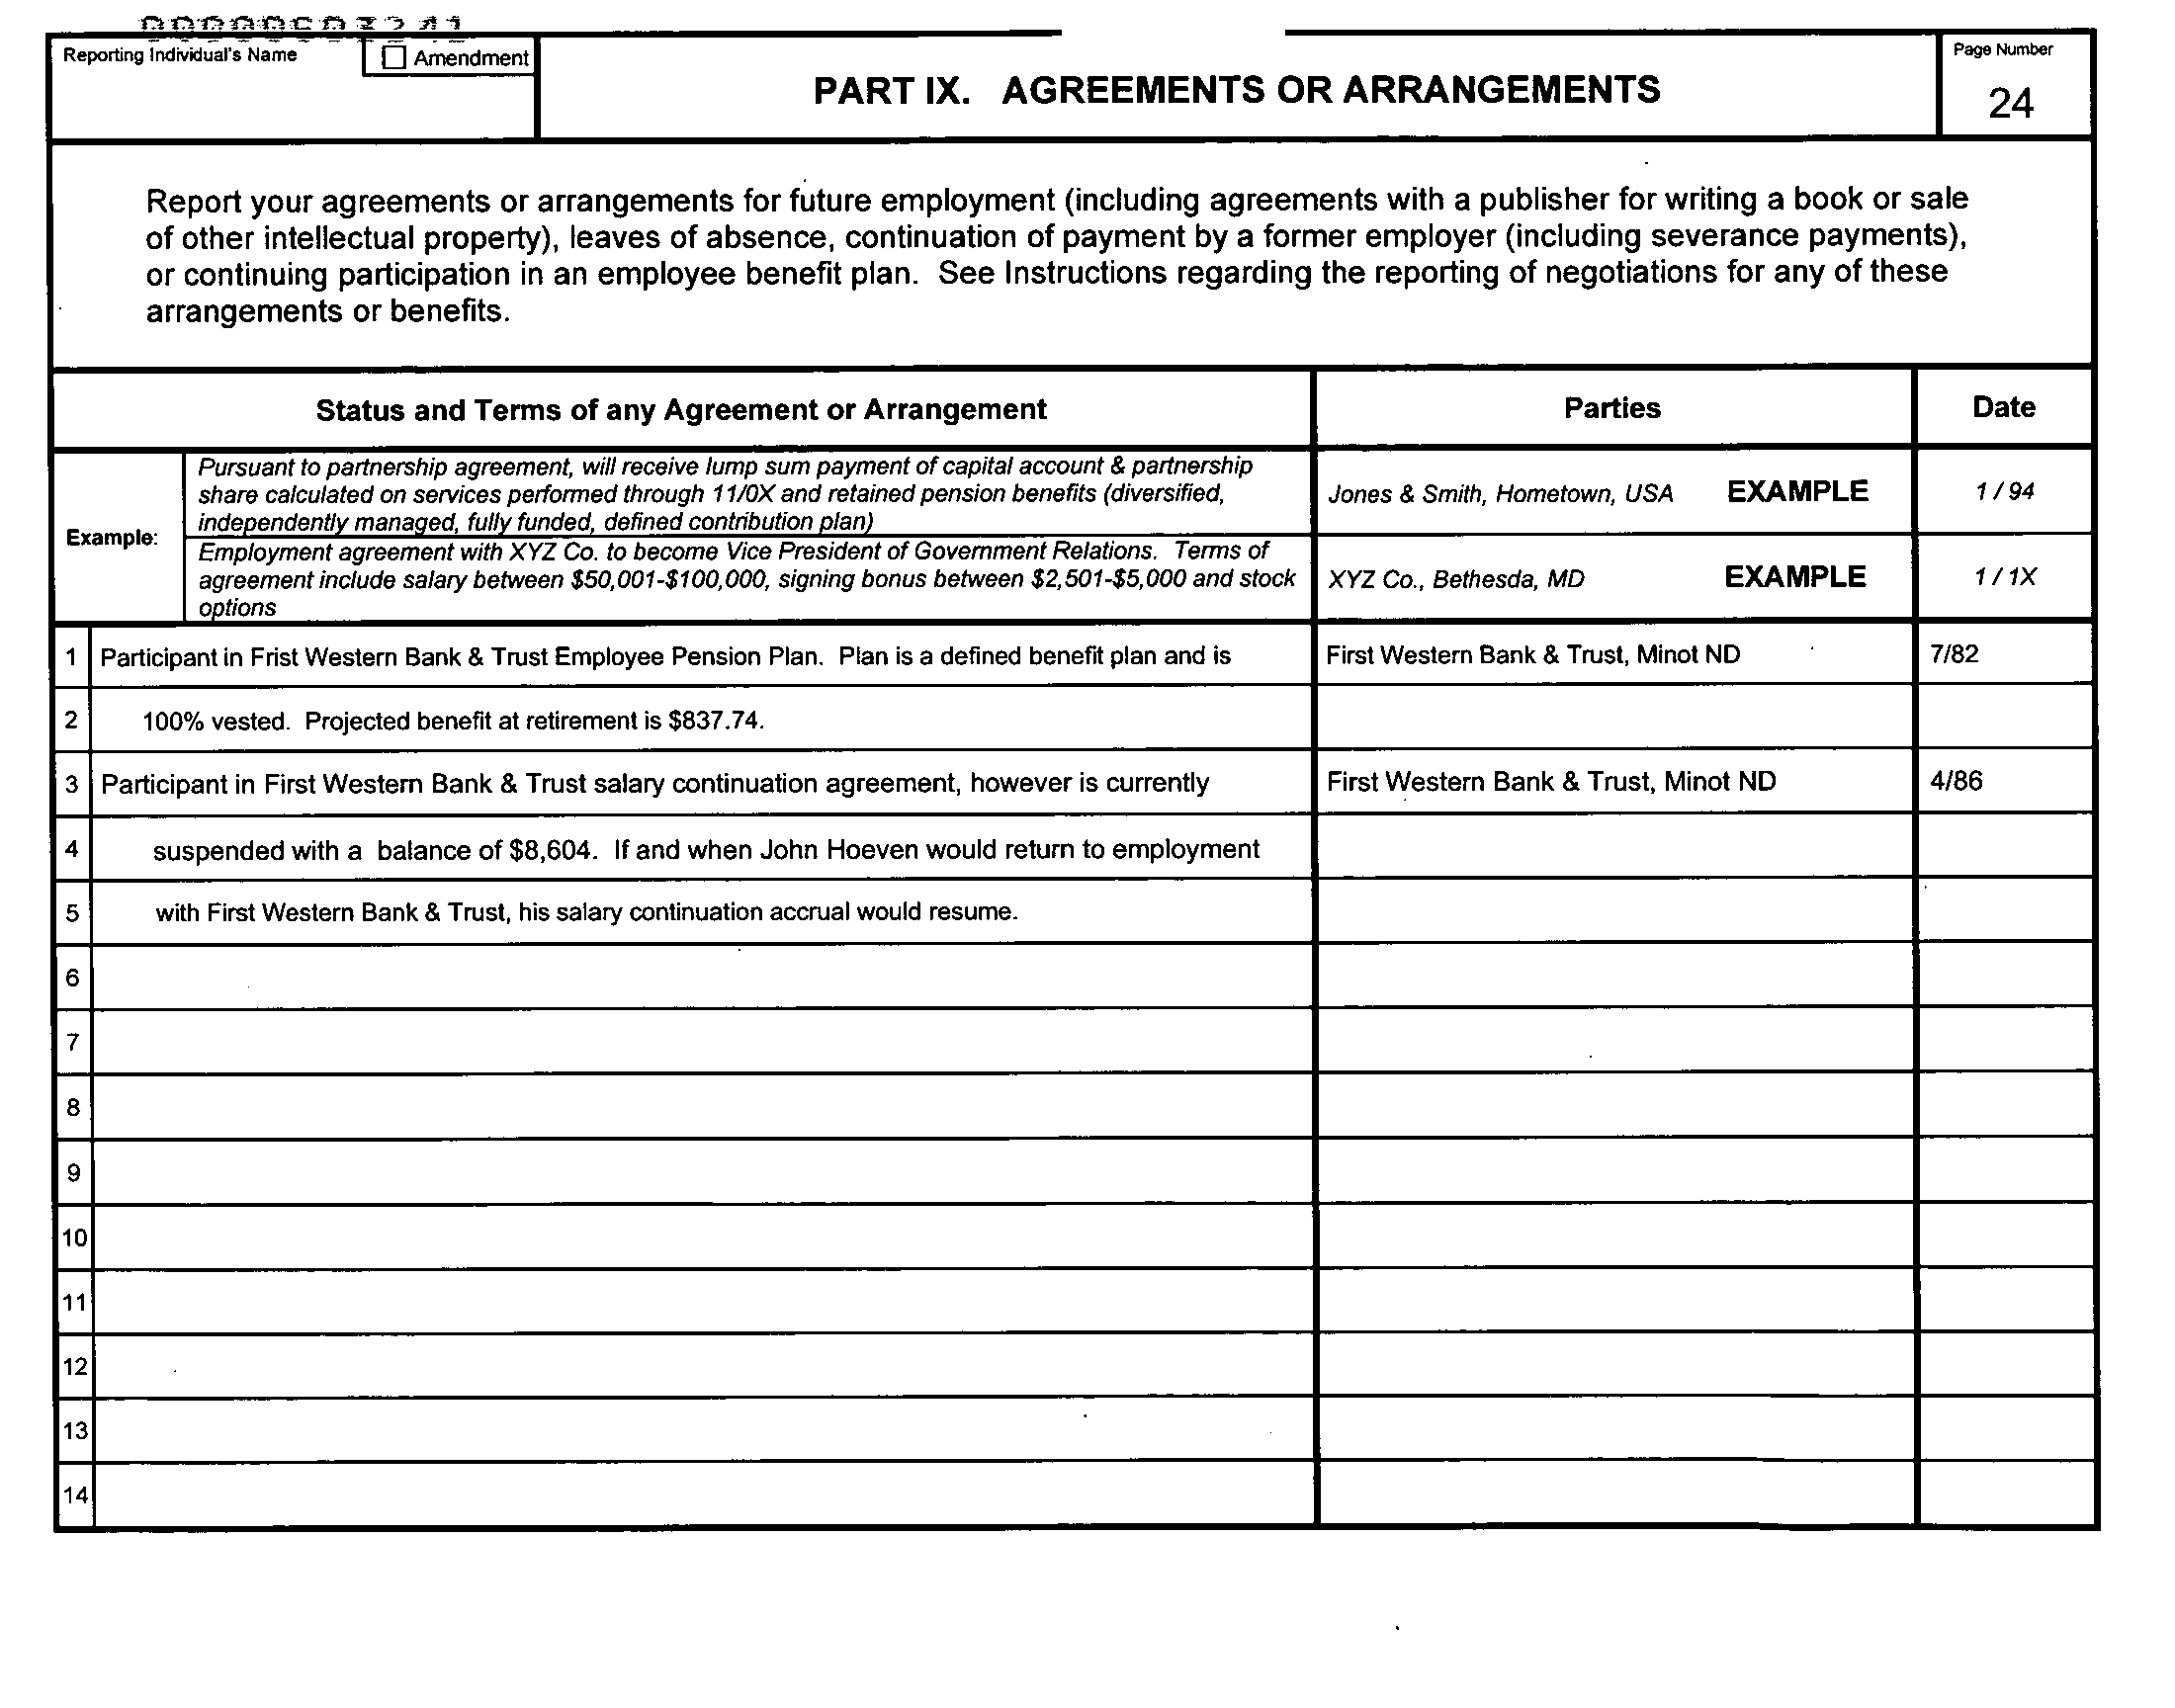 Reporting Individual's Name
Amendment
PART IX. AGREEMENTS OR ARRANGEMENTS
Page Number
24
Report your agreements or arrangements for future employment (including agreements with a publisher for writing a book or sale
of other intellectual property), leaves of absence, continuation of payment by a former employer (including severance payments),
or continuing participation in an employee benefit plan. See Instructions regarding the reporting of negotiations for any of these
arrangements or benefits.
Status and Terms of any Agreement or Arrangement Parties Date
Example:
Pursuant to partnership agreement, will receive lump sum payment of capital account & partnership
share calculated on services performed through 11/0X and retained pension benefits (diversified,
independently managed, fully funded, defined contribution plan)
Jones & Smith, Hometown, USA EXAMPLE 1 / 94
Employment agreement with XYZ Co. to become Vice President of Government Relations. Terms of
agreement include salary between $50,001-$100,000, signing bonus between $2,501-$5,000 and stock
options
XYZ Co., Bethesda, MD EXAMPLE 1 / 1X
1 Participant in Frist Western Bank & Trust Employee Pension Plan. Plan is a defined benefit plan and is First Western Bank & Trust, Minot ND 7/82
2 100% vested. Projected benefit at retirement is $837.74.
3 Participant in First Western Bank & Trust salary continuation agreement, however is currently First Western Bank & Trust, Minot ND 4/86
4 suspended with a balance of $8,604. If and when John Hoeven would return to employment
5 with First Western Bank & Trust, his salary continuation accrual would resume.
6
7
8
9
10
11
12
13
14